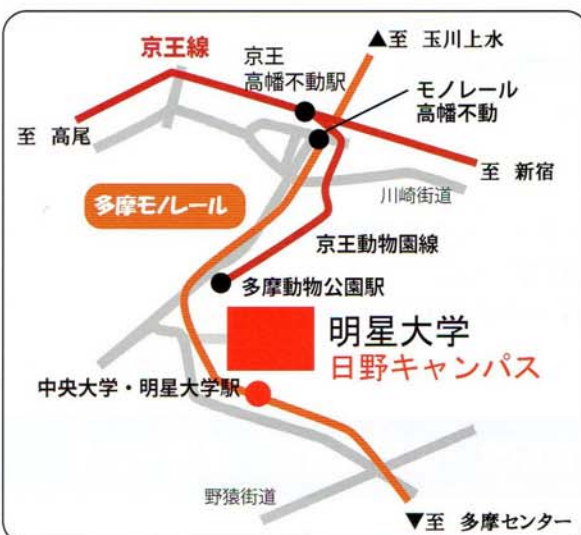 京王線
▲至 玉川上水
京王
高幡不動駅
モノレール
高幡不動
至 高尾
至 新宿
川崎街道
多摩モノレール
京王動物園線
多摩動物公園駅
明星大学
日野キャンパス
中央大学・明星大学駅
野猿街道
▼至 多摩センター